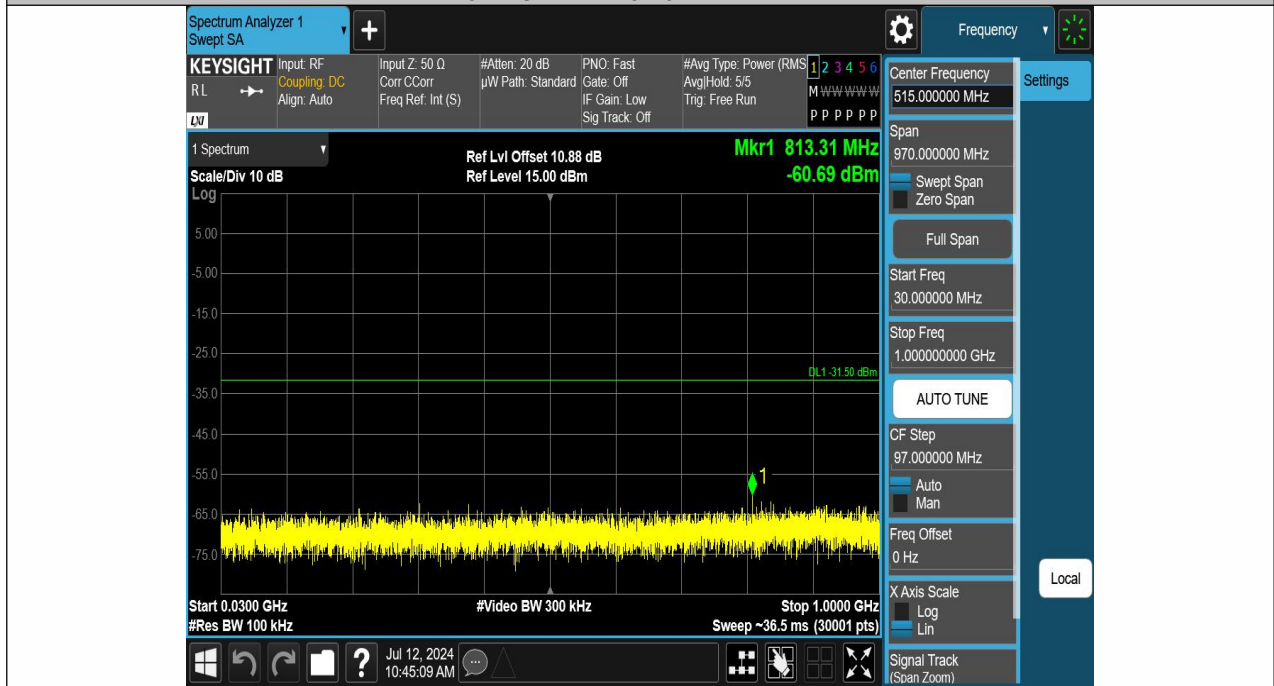 Spectrum Analyzer 1
Swept SA
+
Frequency
KEYSIGHT
RL
LXI
Input: RF
Coupling: DC
Align: Auto
Input Z: 50 Ω
Corr CCorr
Freq Ref: Int (S)
#Atten: 20 dB
µW Path: Standard
PNO: Fast
Gate: Off
IF Gain: Low
Sig Track: Off
#Avg Type: Power (RMS
Avg|Hold: 5/5
Trig: Free Run
1 2 3 4 5 6
M W W W W W
P P P P P P
1 Spectrum
Scale/Div 10 dB
Ref Lvl Offset 10.88 dB
Ref Level 15.00 dBm
Mkr1 813.31 MHz
-60.69 dBm
Log
5.00
-5.00
-15.0
-25.0
DL1 -31.50 dBm
-35.0
-45.0
-55.0
1
-65.0
-75.0
Start 0.0300 GHz
#Res BW 100 kHz
#Video BW 300 kHz
Stop 1.0000 GHz
Sweep ~36.5 ms (30001 pts)
?
Jul 12, 2024
10:45:09 AM
Center Frequency
515.000000 MHz
Settings
Span
970.000000 MHz
Swept Span
Zero Span
Full Span
Start Freq
30.000000 MHz
Stop Freq
1.000000000 GHz
AUTO TUNE
CF Step
97.000000 MHz
Auto
Man
Freq Offset
0 Hz
Local
X Axis Scale
Log
Lin
Signal Track
(Span Zoom)